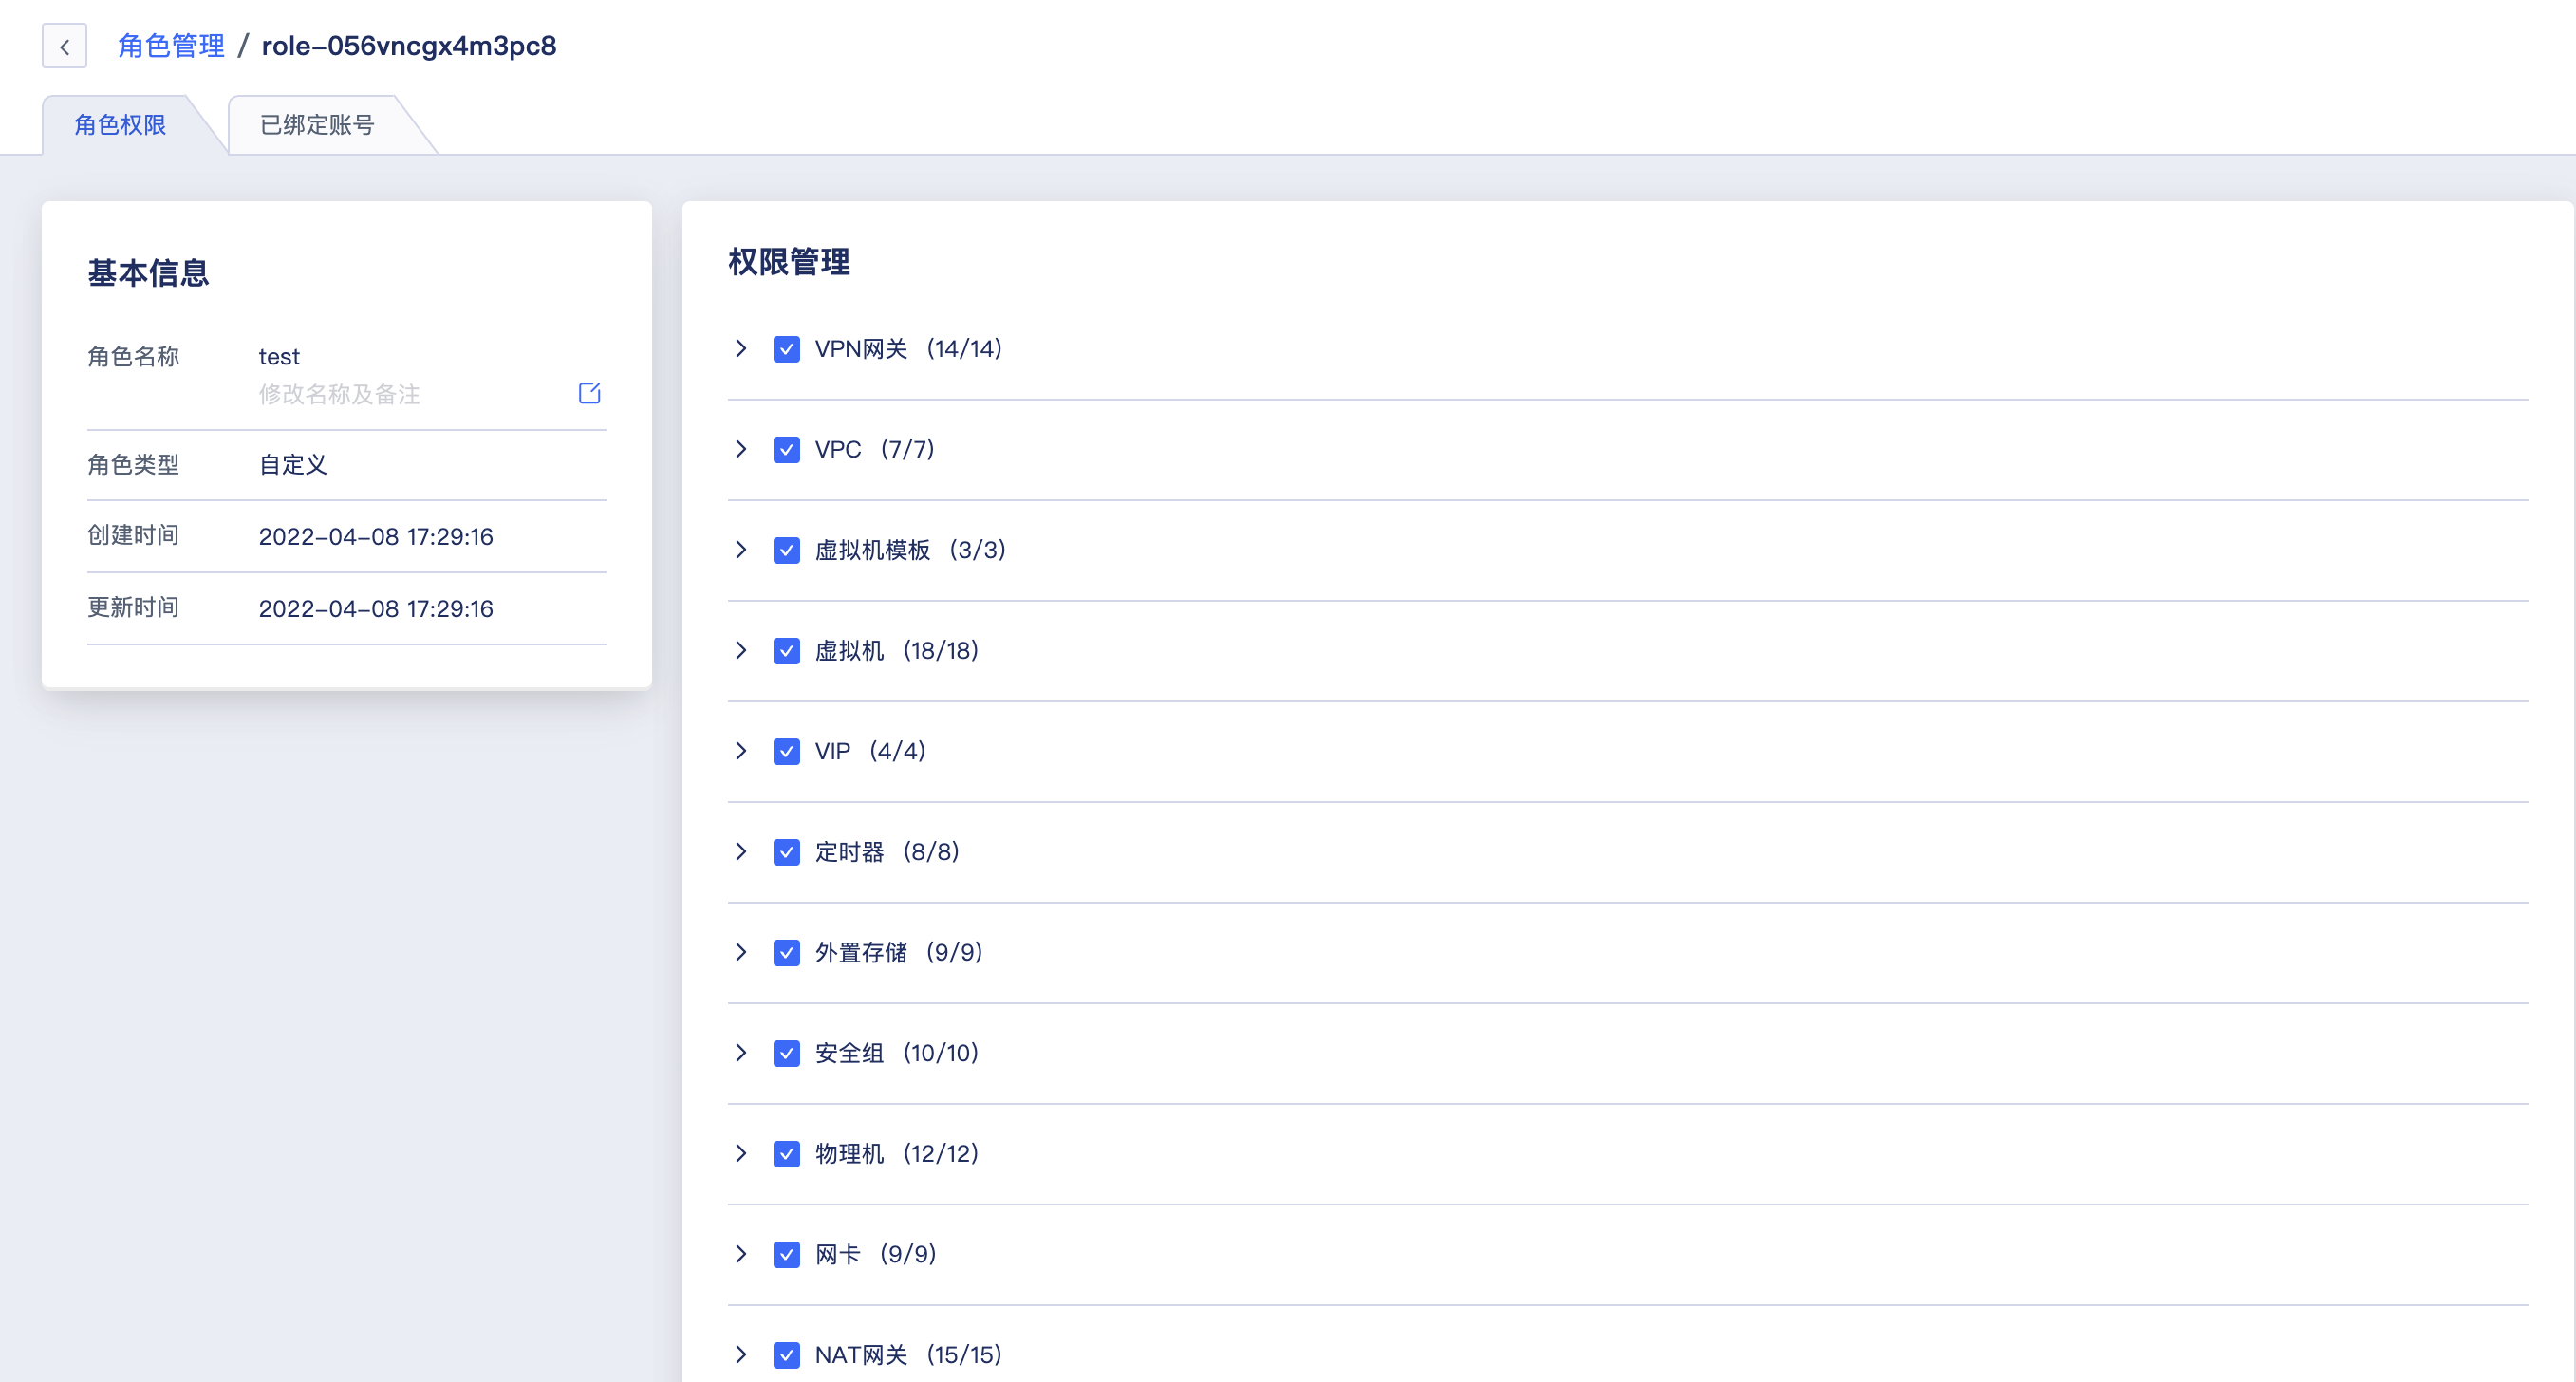 角色管理 / role-056vncgx4m3pc8
角色权限
已绑定账号
基本信息
角色名称 test
修改名称及备注
角色类型 自定义
创建时间 2022-04-08 17:29:16
更新时间 2022-04-08 17:29:16
权限管理
VPN网关 (14/14)
VPC (7/7)
虚拟机模板 (3/3)
虚拟机 (18/18)
VIP (4/4)
定时器 (8/8)
外置存储 (9/9)
安全组 (10/10)
物理机 (12/12)
网卡 (9/9)
NAT网关 (15/15)